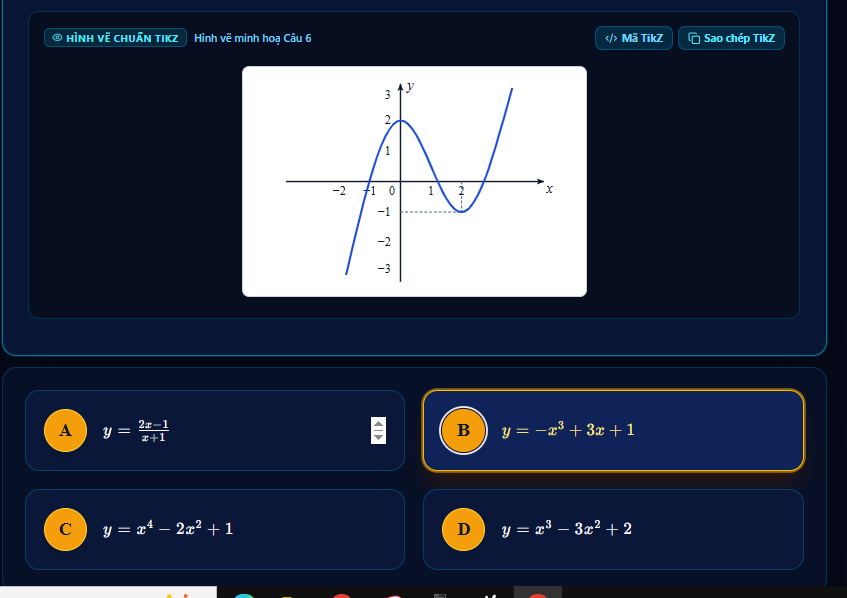 HÌNH VẼ CHUẨN TIKZ Hình vẽ minh hoạ Câu 6 </> Mã TikZ Sao chép TikZ
y
3
2
1
−2 −1 0 1 2 x
−1
−2
−3
A y = \frac{2x−1}{x+1}
B y = −x³ + 3x + 1
C y = x⁴ − 2x² + 1
D y = x³ − 3x² + 2